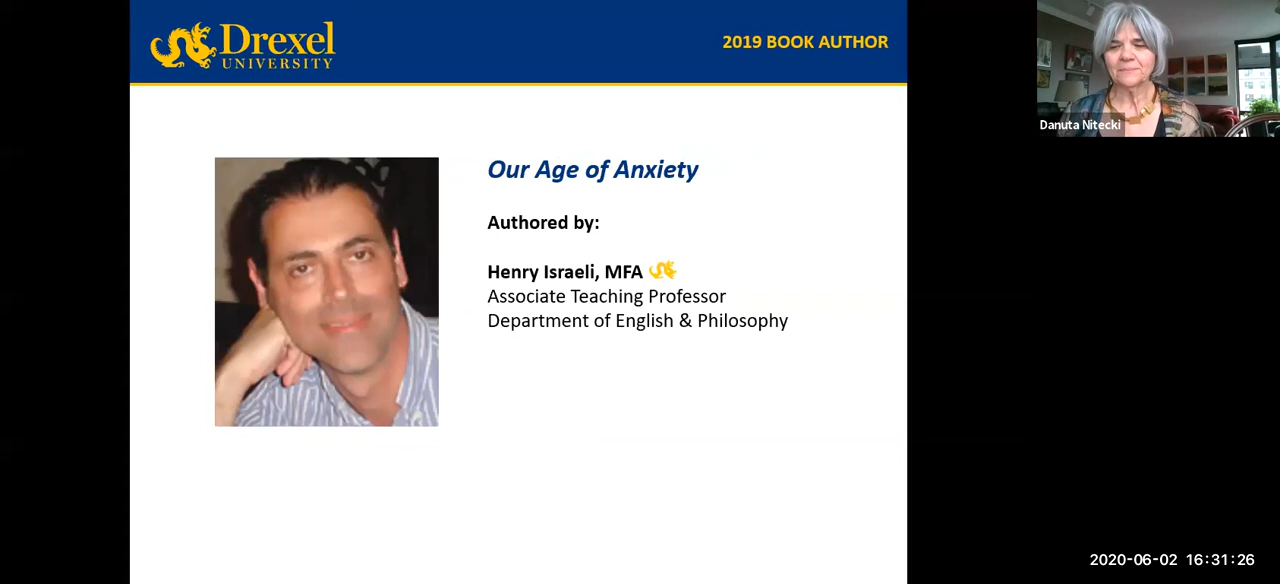 Drexel
UNIVERSITY
2019 BOOK AUTHOR
Danuta Nitecki
Our Age of Anxiety
Authored by:
Henry Israeli, MFA
Associate Teaching Professor
Department of English & Philosophy
2020-06-02 16:31:26